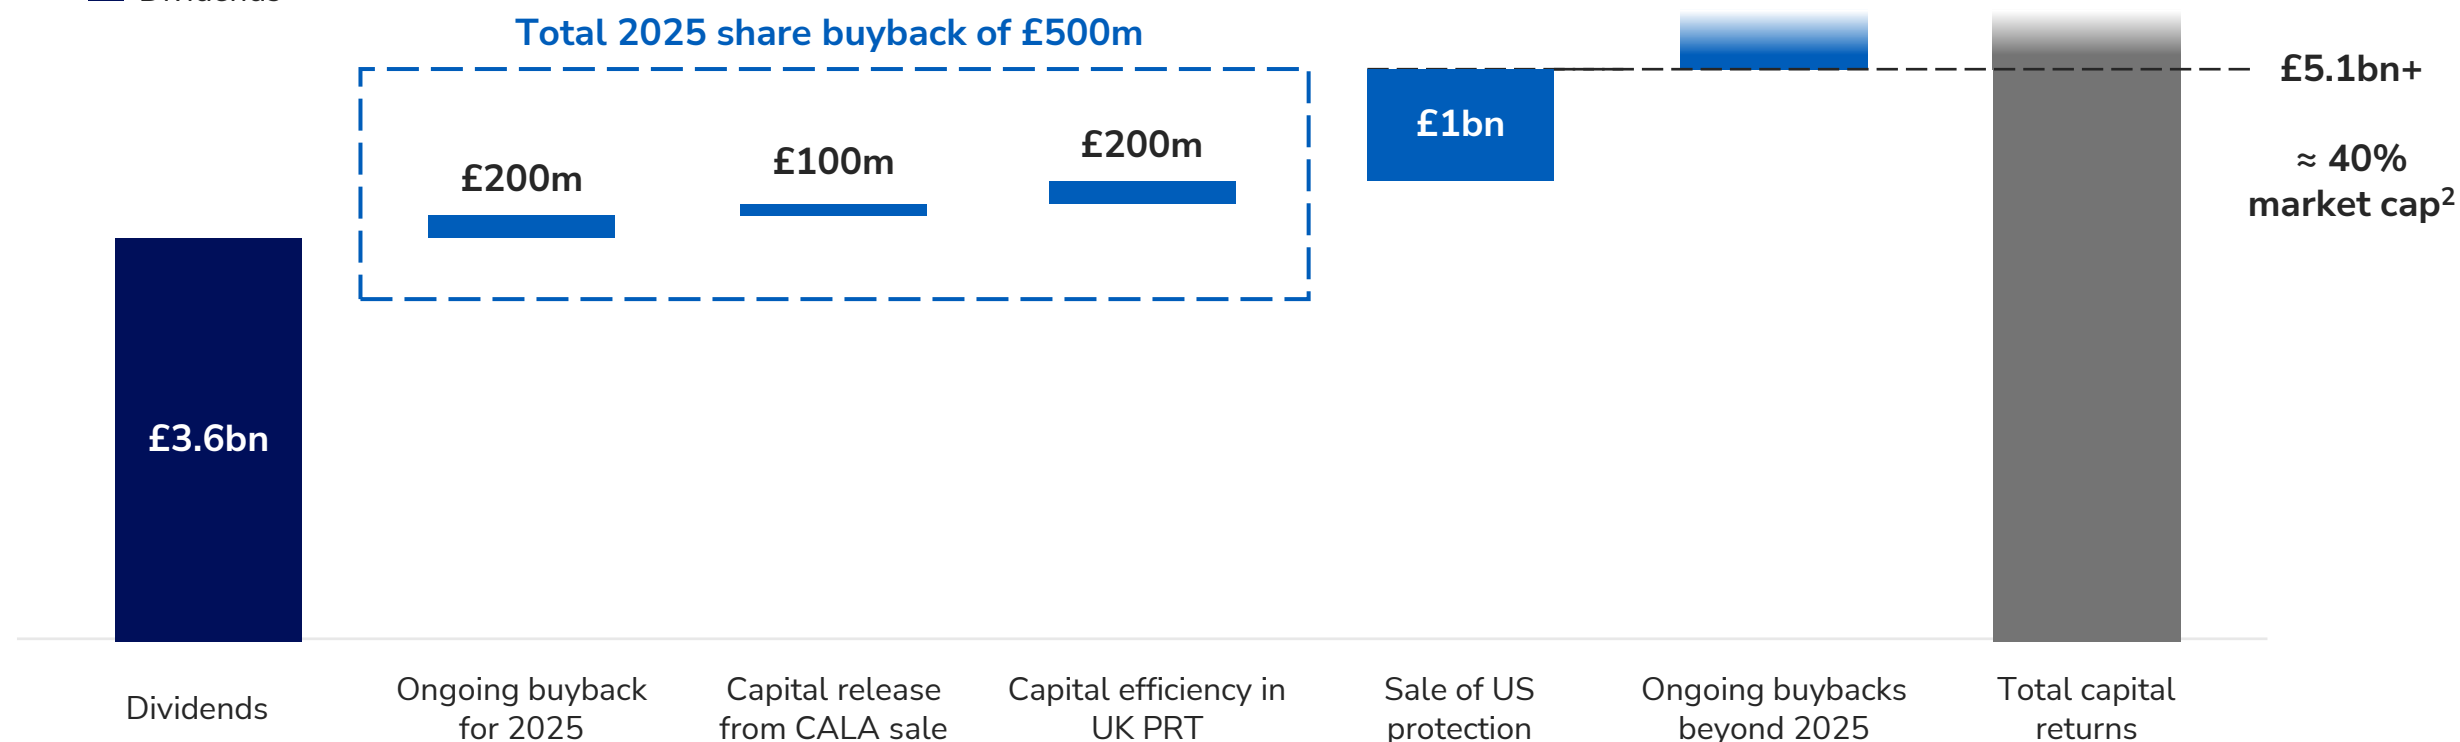 Dividends
Total 2025 share buyback of £500m
£5.1bn+
≈ 40%
market cap²
£200m
£100m
£200m
£1bn
£3.6bn
Dividends
Ongoing buyback
for 2025
Capital release
from CALA sale
Capital efficiency in
UK PRT
Sale of US
protection
Ongoing buybacks
beyond 2025
Total capital
returns